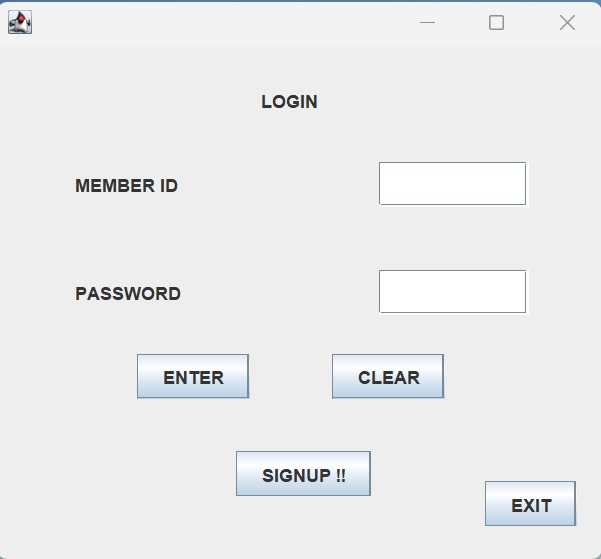 LOGIN
MEMBER ID
PASSWORD
ENTER CLEAR
SIGNUP !!
EXIT